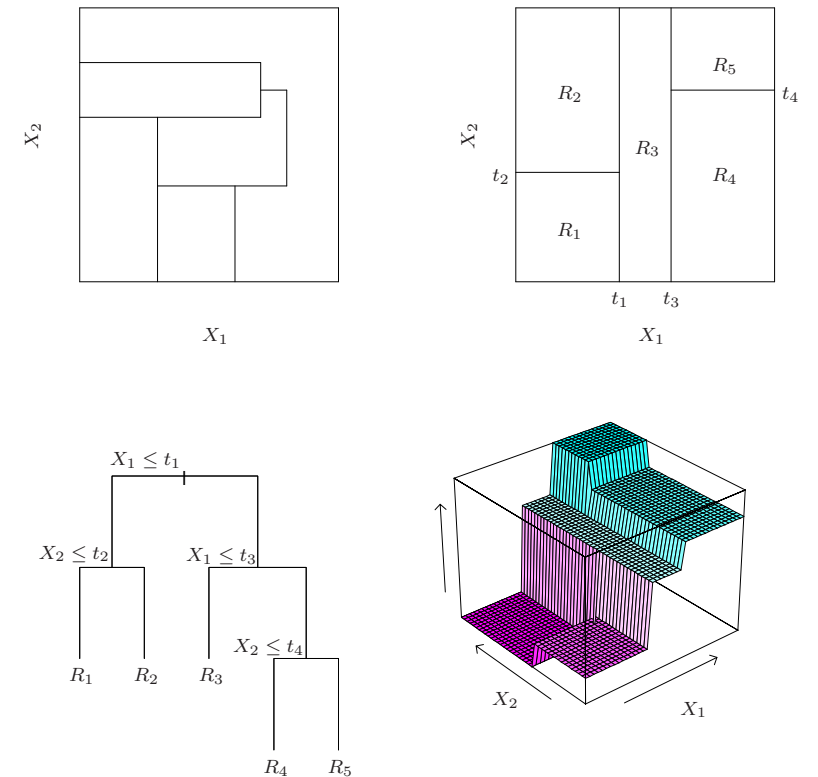 X₂
X₁
R₅
R₂
t₄
X₂
R₃
t₂
R₄
R₁
t₁ t₃
X₁
X₁ ≤ t₁
X₂ ≤ t₂
X₁ ≤ t₃
X₂ ≤ t₄
R₁ R₂ R₃
R₄ R₅
X₂
X₁